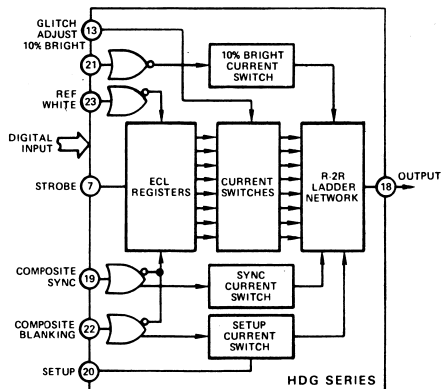 GLITCH
ADJUST
10% BRIGHT
13
21
10% BRIGHT
CURRENT
SWITCH
REF
WHITE
23
DIGITAL
INPUT
STROBE
7
ECL
REGISTERS
CURRENT
SWITCHES
R-2R
LADDER
NETWORK
18
OUTPUT
COMPOSITE
SYNC
19
SYNC
CURRENT
SWITCH
COMPOSITE
BLANKING
22
SETUP
CURRENT
SWITCH
SETUP
20
HDG SERIES